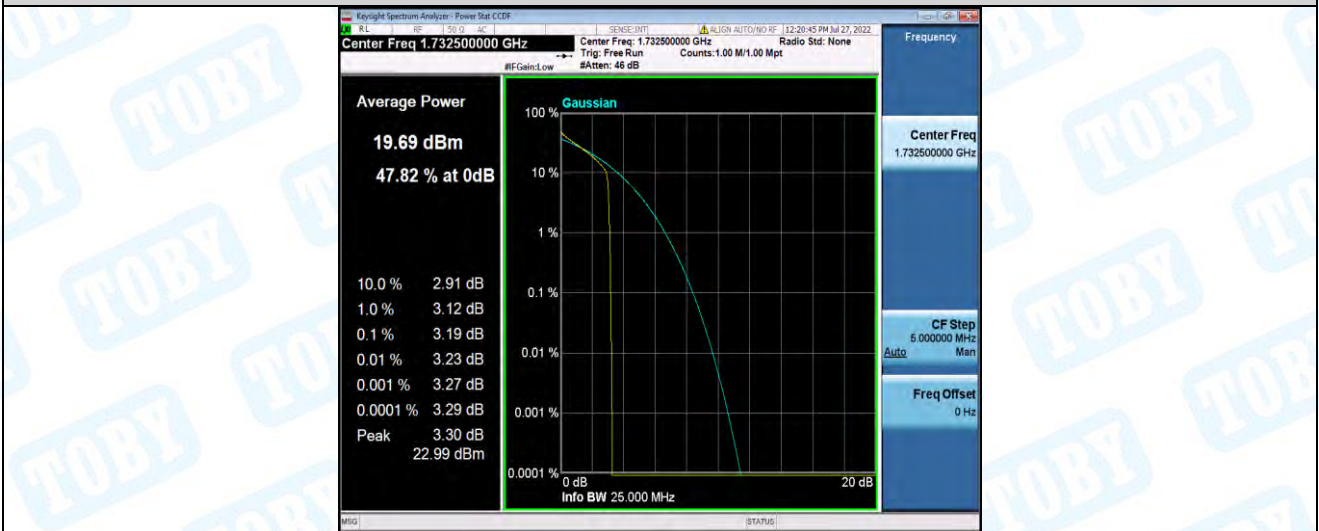 Keysight Spectrum Analyzer - Power Stat CCDF
RL RF 50 Ω AC SENSE:INT ALIGN AUTO/NO RF 12:20:45 PM Jul 27, 2022
Center Freq 1.732500000 GHz
Center Freq: 1.732500000 GHz Radio Std: None
Trig: Free Run Counts:1.00 M/1.00 Mpt
#IFGain:Low #Atten: 46 dB
Frequency
Average Power
19.69 dBm
47.82 % at 0dB
10.0 % 2.91 dB
1.0 % 3.12 dB
0.1 % 3.19 dB
0.01 % 3.23 dB
0.001 % 3.27 dB
0.0001 % 3.29 dB
Peak 3.30 dB
22.99 dBm
Gaussian
100 %
10 %
1 %
0.1 %
0.01 %
0.001 %
0.0001 %
0 dB 20 dB
Info BW 25.000 MHz
Center Freq
1.732500000 GHz
CF Step
5.000000 MHz
Auto Man
Freq Offset
0 Hz
MSG STATUS
TOBY
TOBY
TOBY
TOBY
TOBY
TOBY
TOBY
TOBY